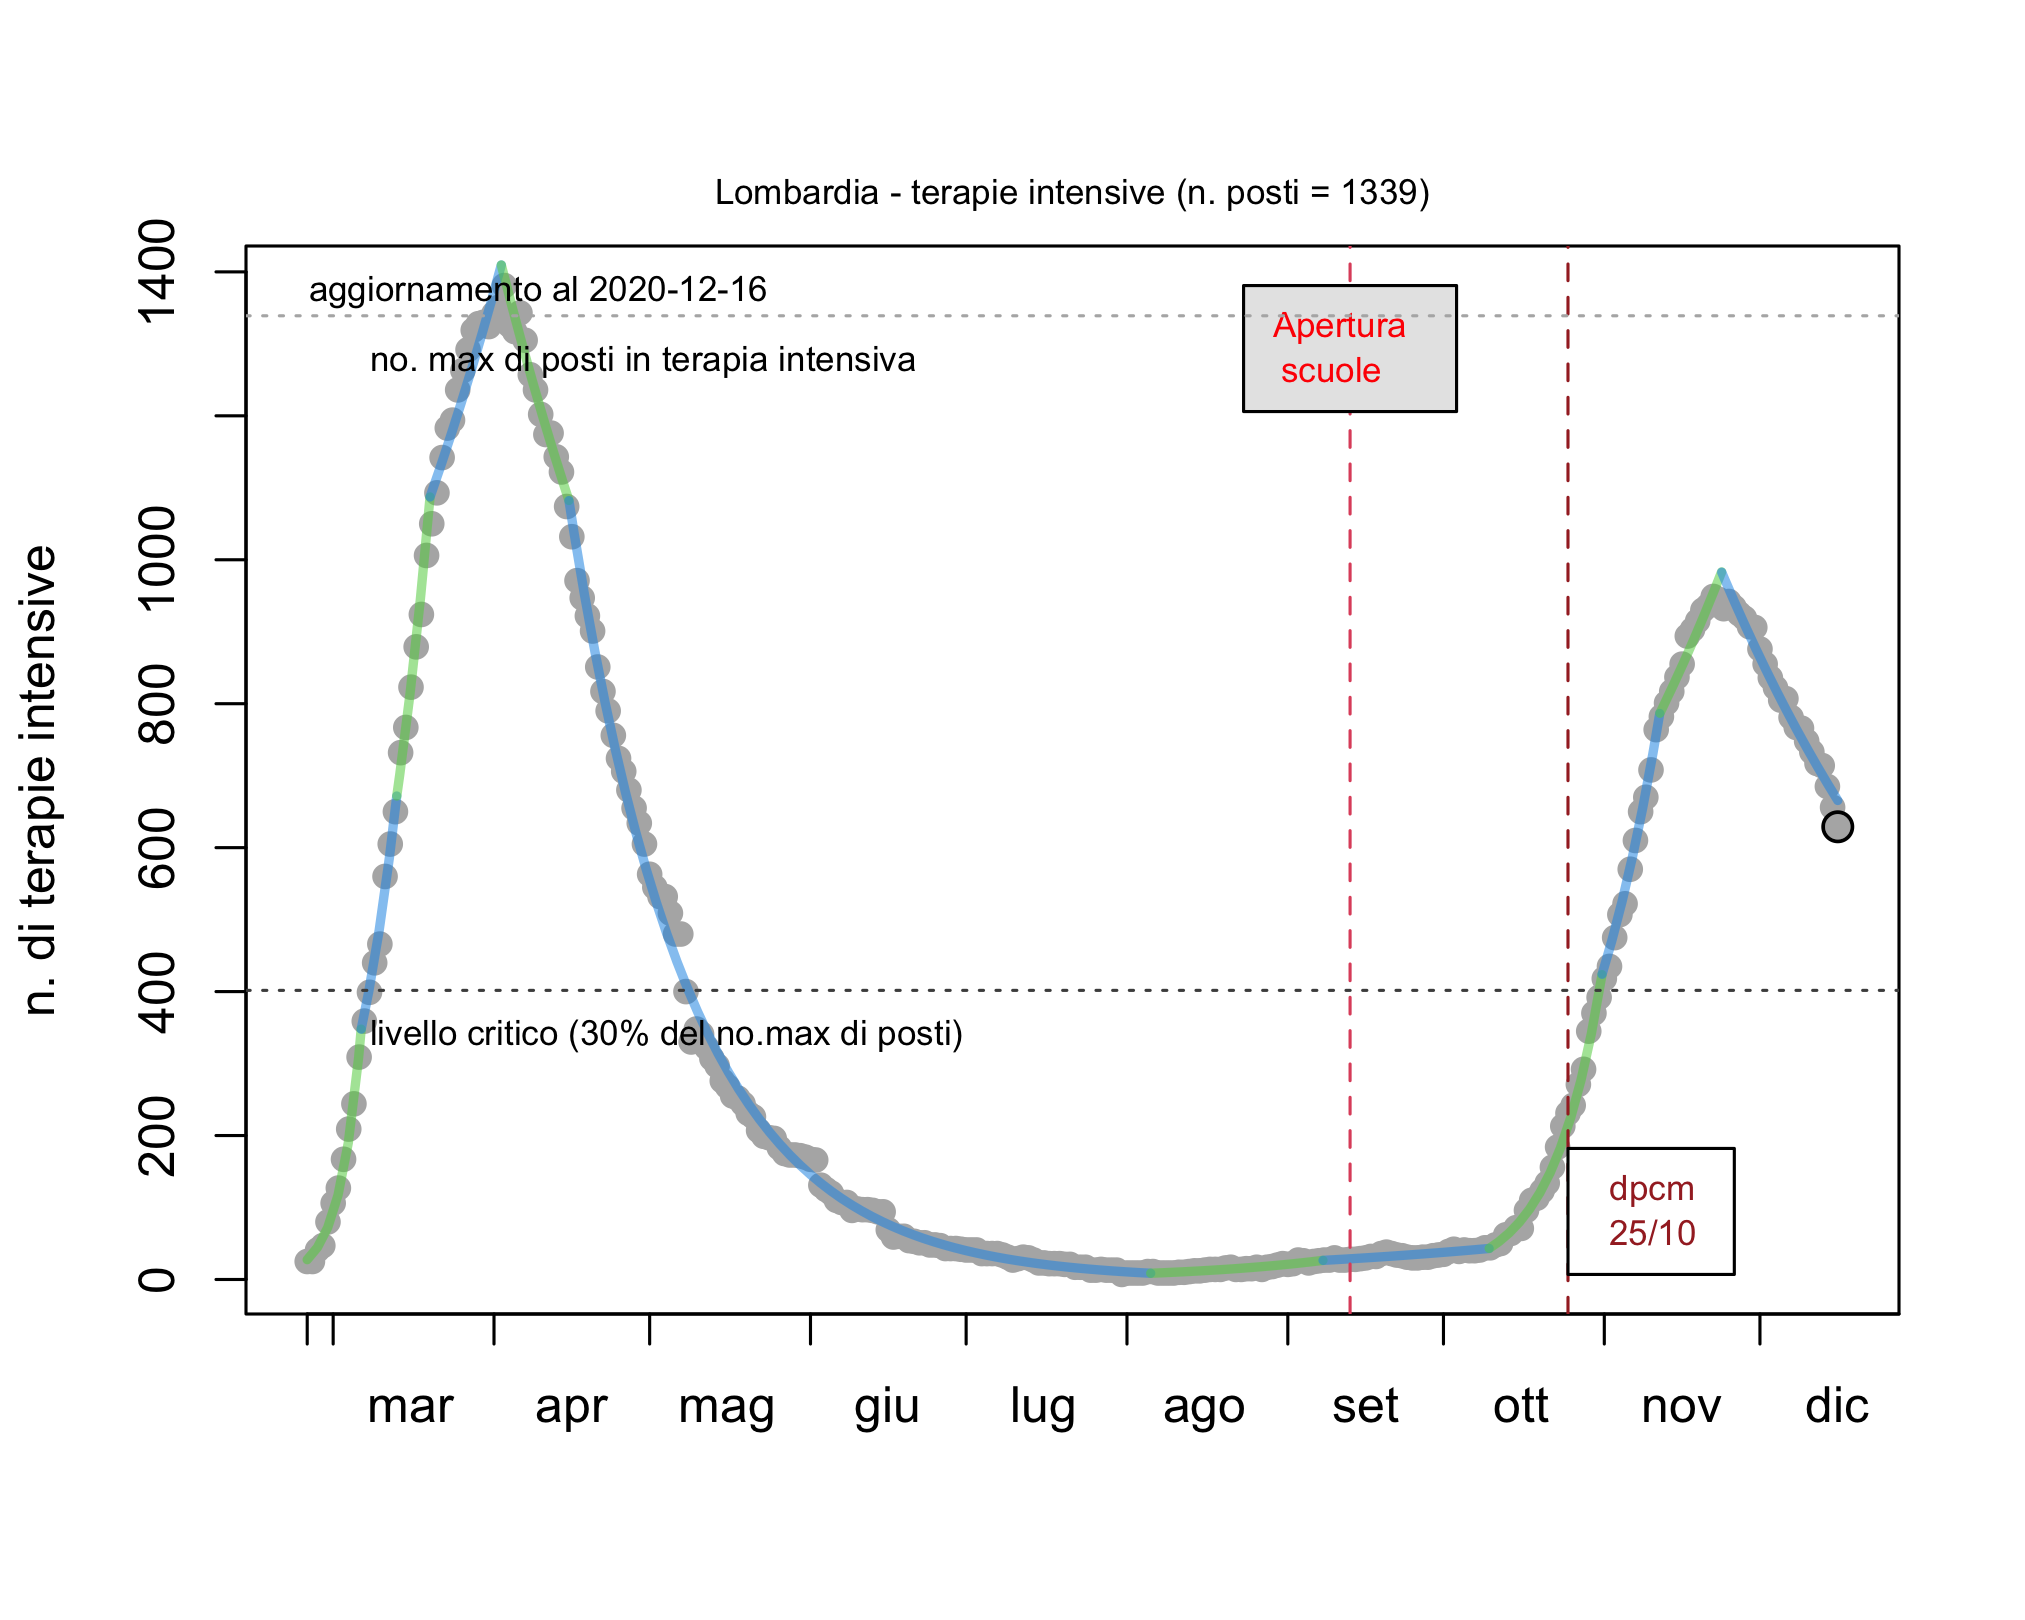 Lombardia - terapie intensive (n. posti = 1339)
aggiornamento al 2020-12-16
no. max di posti in terapia intensiva
Apertura
scuole
livello critico (30% del no.max di posti)
dpcm
25/10
n. di terapie intensive
1400
1000
800
600
400
200
0
mar apr mag giu lug ago set ott nov dic